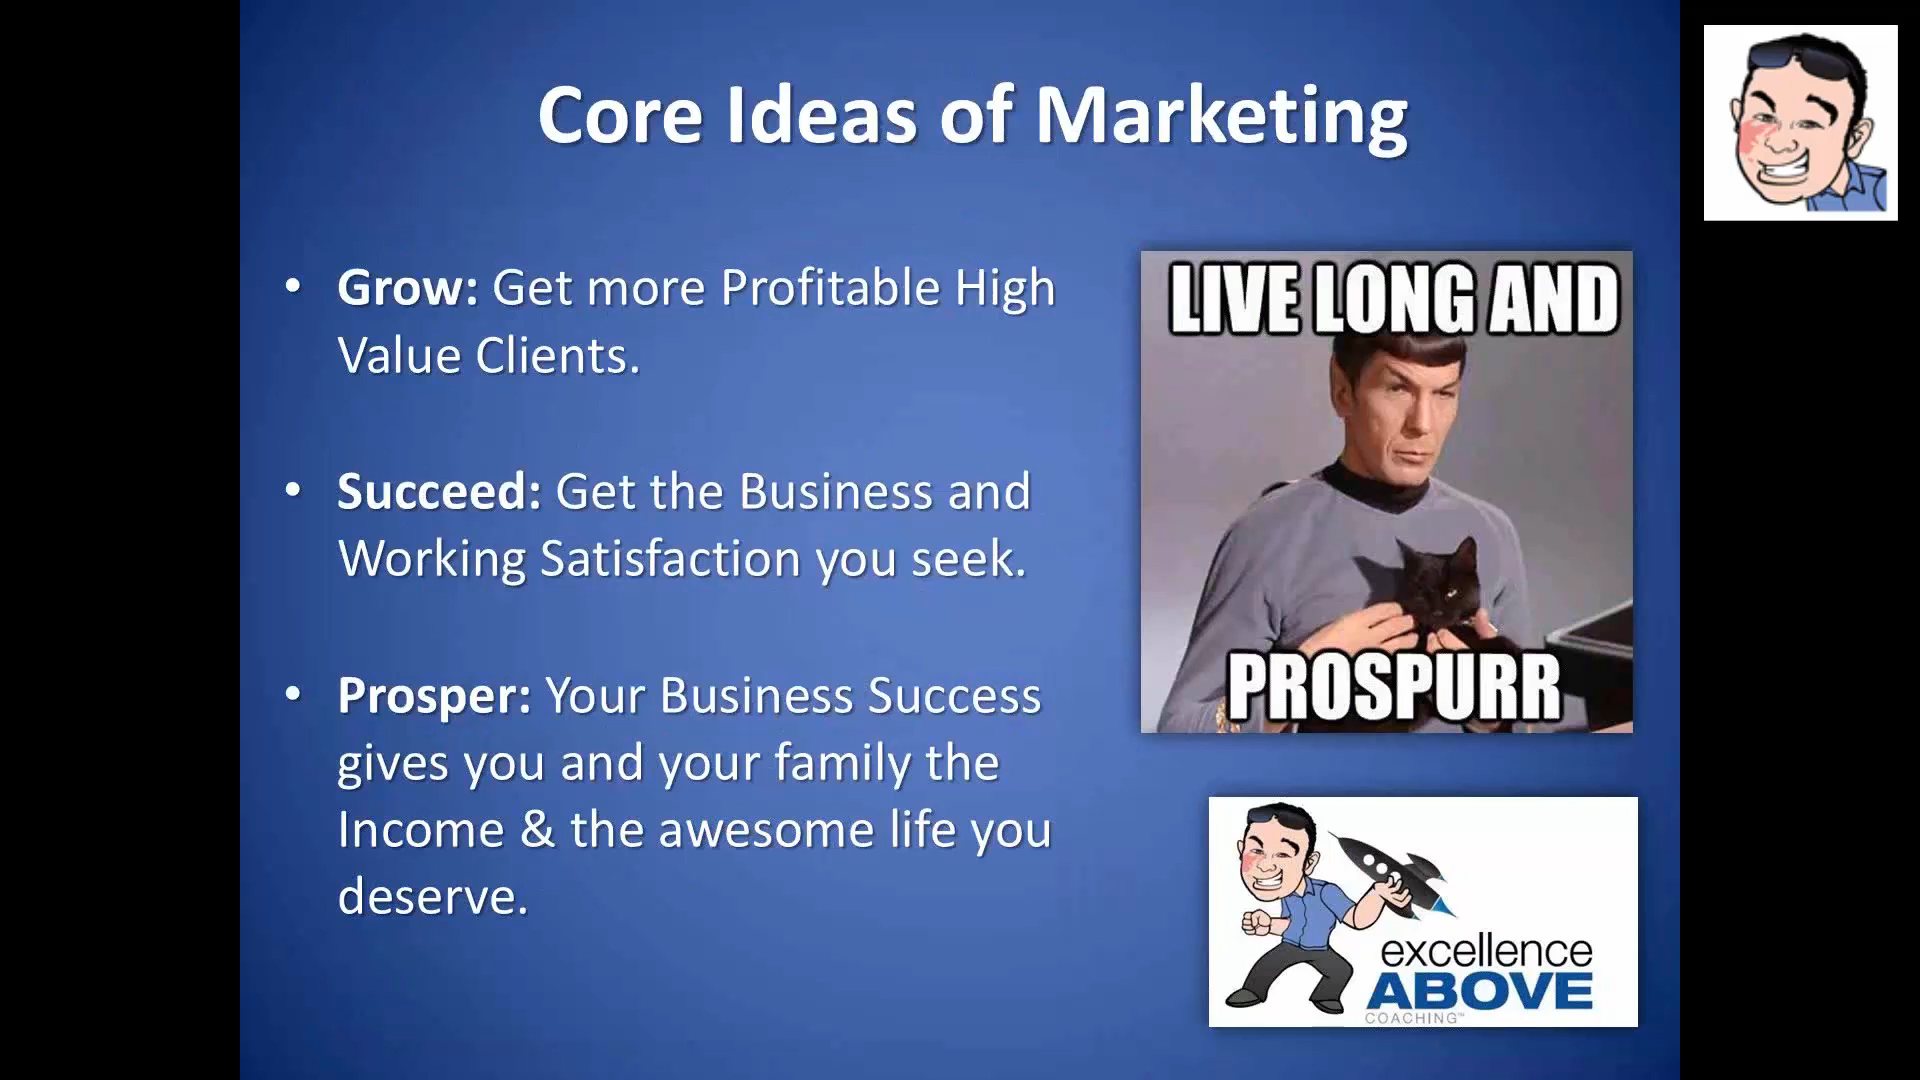 Core Ideas of Marketing
• Grow: Get more Profitable High
Value Clients.
• Succeed: Get the Business and
Working Satisfaction you seek.
• Prosper: Your Business Success
gives you and your family the
Income & the awesome life you
deserve.
LIVE LONG AND
PROSPURR
excellence
ABOVE
COACHING™